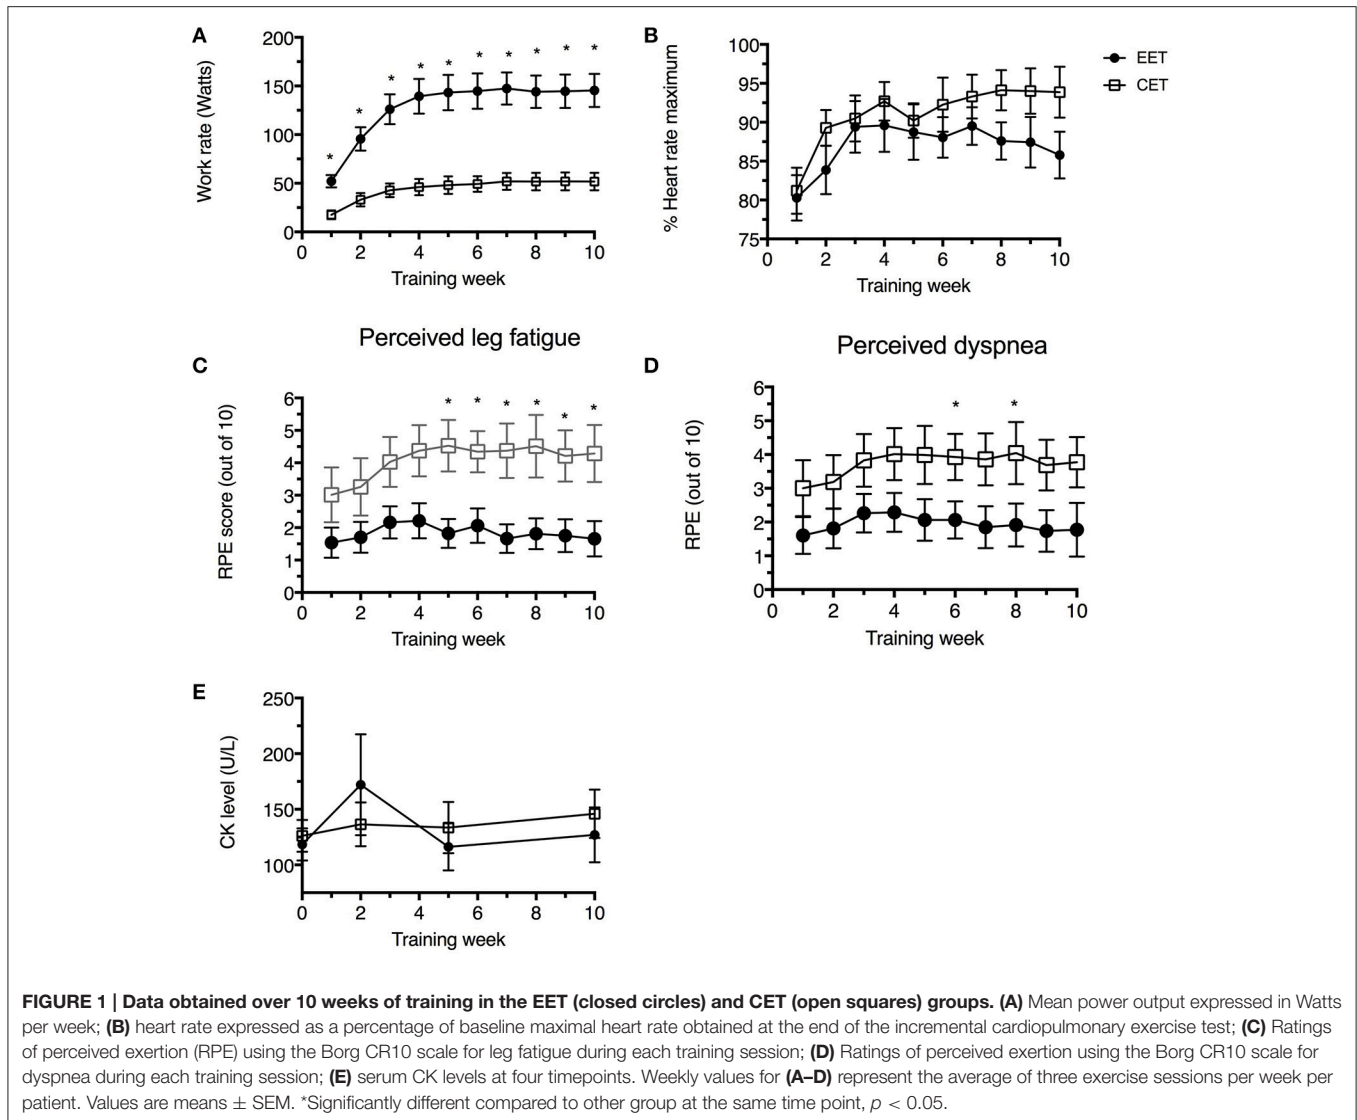 A
Work rate (Watts)
200
150
100
50
0
* * * * * * * * * *
0 2 4 6 8 10
Training week
B
% Heart rate maximum
100
95
90
85
80
75
0 2 4 6 8 10
Training week
EET
CET
Perceived leg fatigue
C
RPE score (out of 10)
6
5
4
3
2
1
0
* * * * * *
0 2 4 6 8 10
Training week
Perceived dyspnea
D
RPE (out of 10)
6
5
4
3
2
1
0
* *
0 2 4 6 8 10
Training week
E
CK level (U/L)
250
200
150
100
0 2 4 6 8 10
Training week
FIGURE 1 | Data obtained over 10 weeks of training in the EET (closed circles) and CET (open squares) groups. (A) Mean power output expressed in Watts
per week; (B) heart rate expressed as a percentage of baseline maximal heart rate obtained at the end of the incremental cardiopulmonary exercise test; (C) Ratings
of perceived exertion (RPE) using the Borg CR10 scale for leg fatigue during each training session; (D) Ratings of perceived exertion using the Borg CR10 scale for
dyspnea during each training session; (E) serum CK levels at four timepoints. Weekly values for (A–D) represent the average of three exercise sessions per week per
patient. Values are means ± SEM. *Significantly different compared to other group at the same time point, p < 0.05.